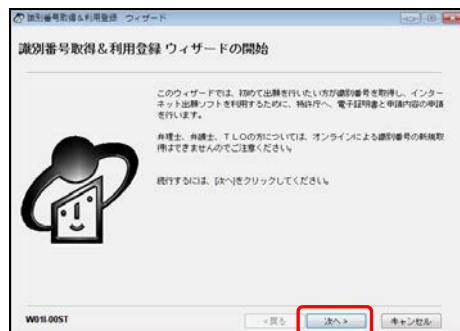 識別番号取得&利用登録 ウィザード
識別番号取得&利用登録 ウィザードの開始
このウィザードでは、初めて出願を行いたい方が識別番号を取得し、インター
ネット出願ソフトを利用するために、特許庁へ、電子証明書と申請内容の申請
を行います。
弁理士、弁護士、TLOの方については、オンラインによる識別番号の新規取
得はできませんのでご注意ください。
続行するには、[次へ]をクリックしてください。
W01I-00ST
<戻る
次へ>
キャンセル